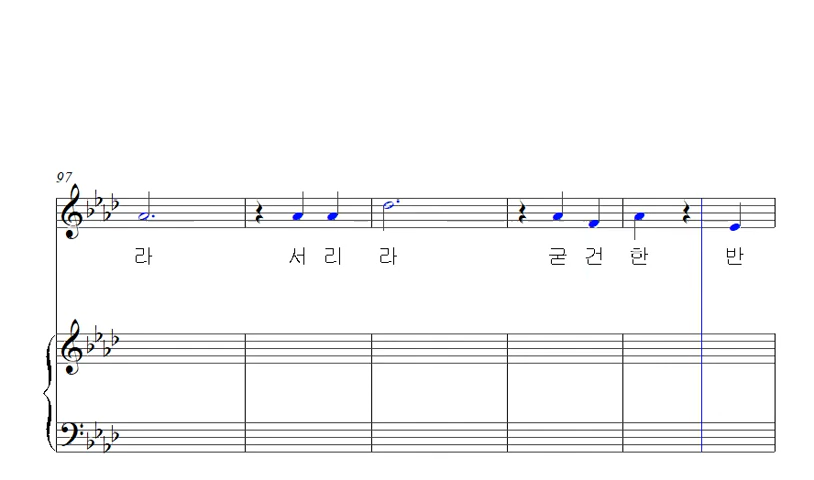 97
라 서 리 라 굳 건 한 반